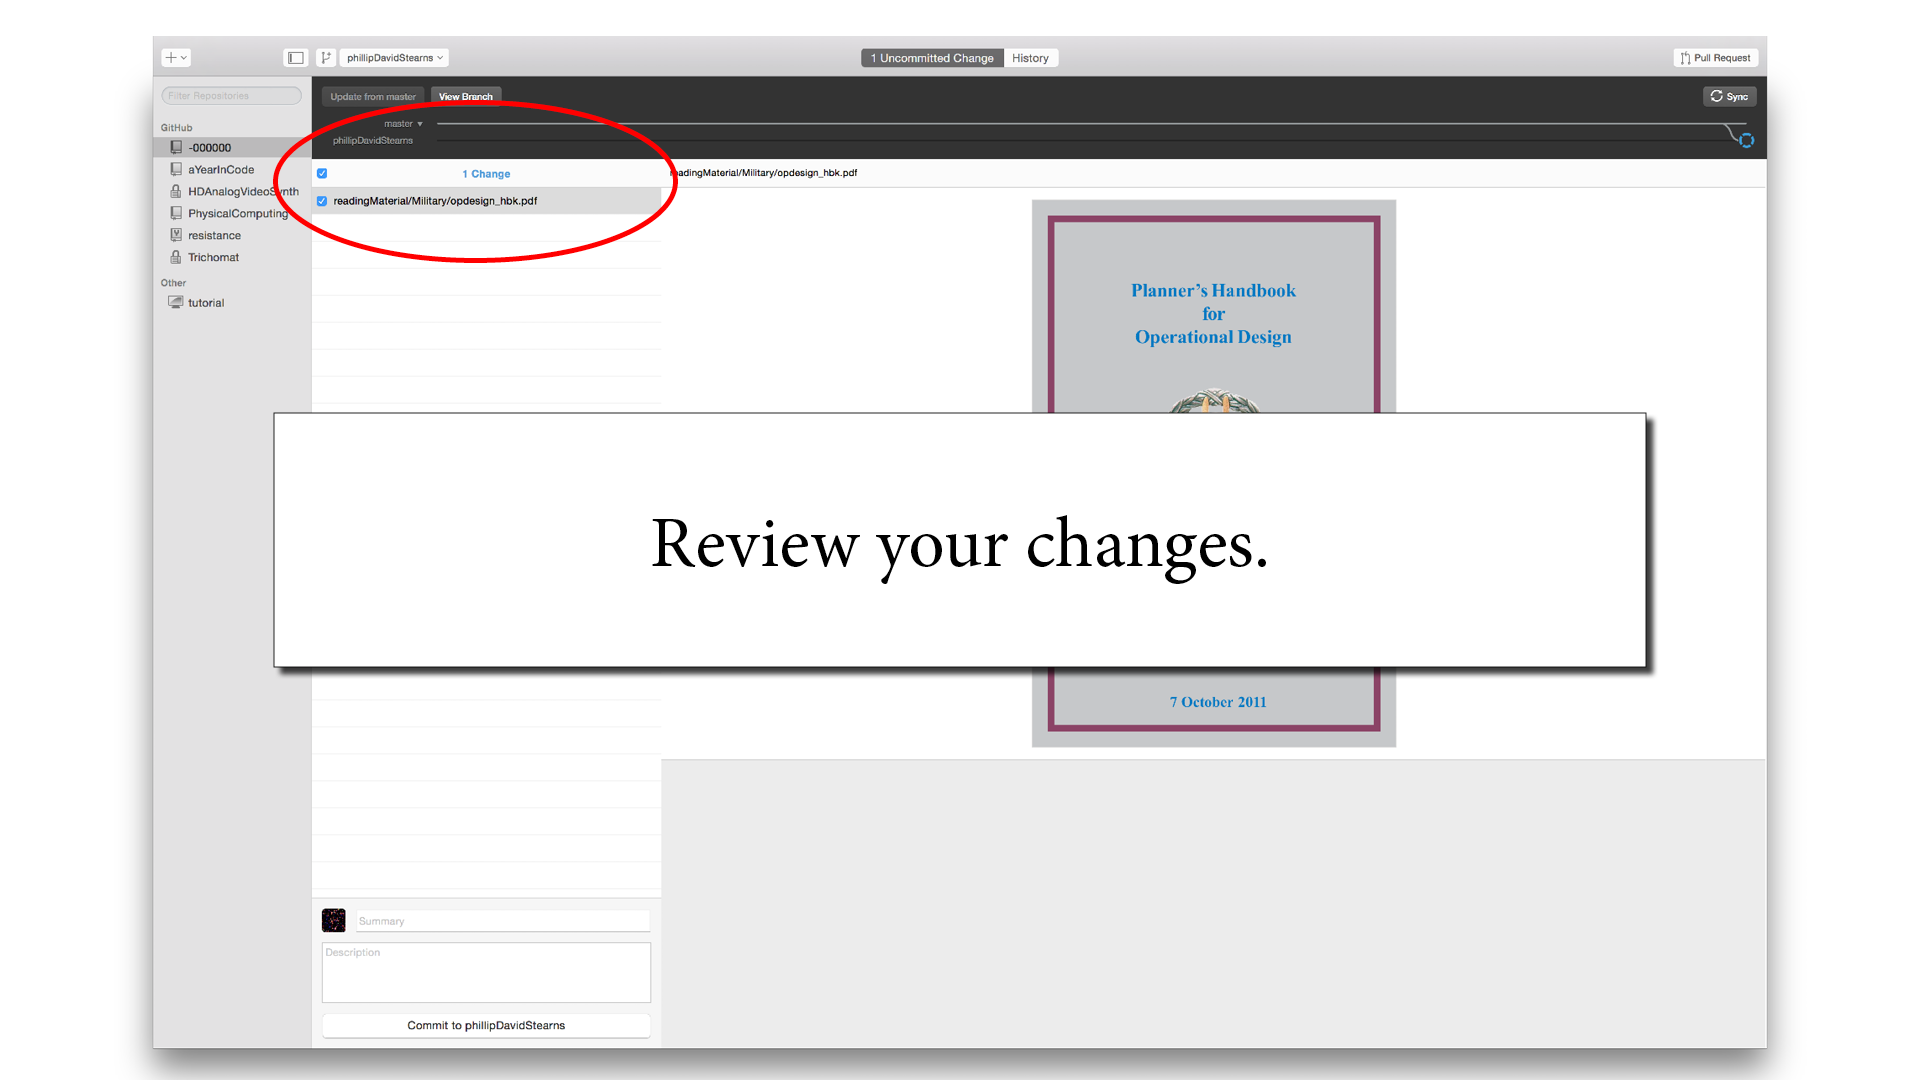 phillipDavidStearns
1 Uncommitted Change
History
Pull Request
Filter Repositories
Update from master
View Branch
Sync
master
phillipDavidStearns
GitHub
-000000
aYearInCode
HDAnalogVideoSynth
PhysicalComputing
resistance
Trichomat
Other
tutorial
1 Change
readingMaterial/Military/opdesign_hbk.pdf
readingMaterial/Military/opdesign_hbk.pdf
Planner's Handbook
for
Operational Design
Review your changes.
7 October 2011
Summary
Description
Commit to phillipDavidStearns